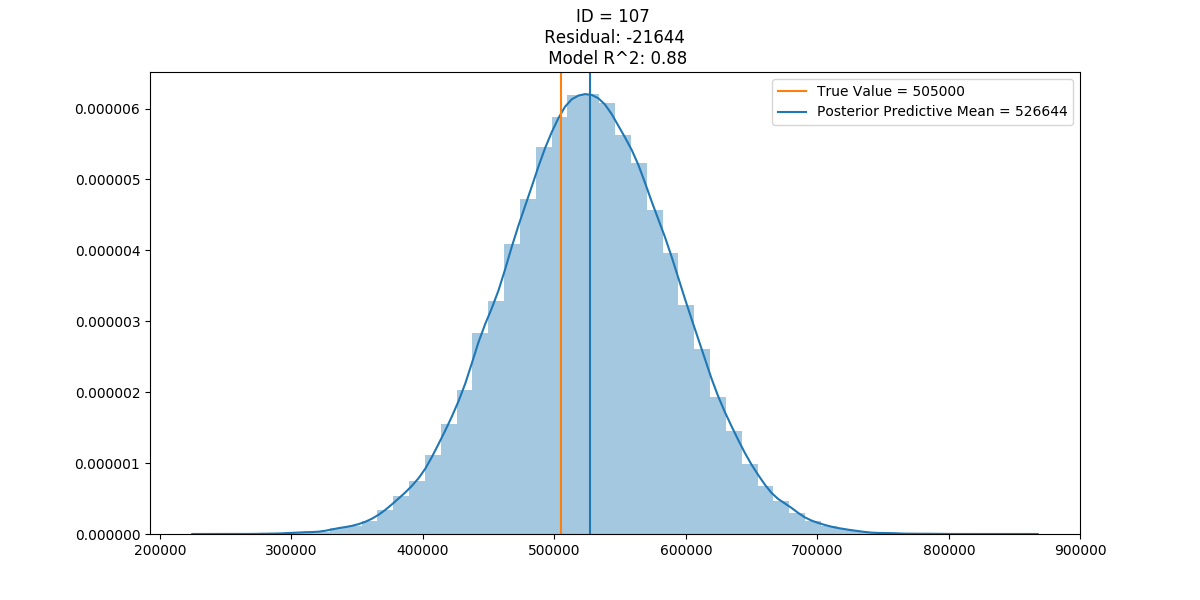 ID = 107
Residual: -21644
Model R^2: 0.88
True Value = 505000
Posterior Predictive Mean = 526644
0.000006
0.000005
0.000004
0.000003
0.000002
0.000001
0.000000
200000 300000 400000 500000 600000 700000 800000 900000